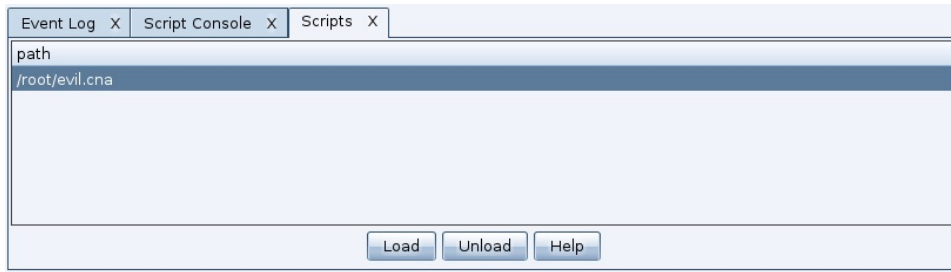 Event Log X Script Console X Scripts X
path
/root/evil.cna
Load Unload Help